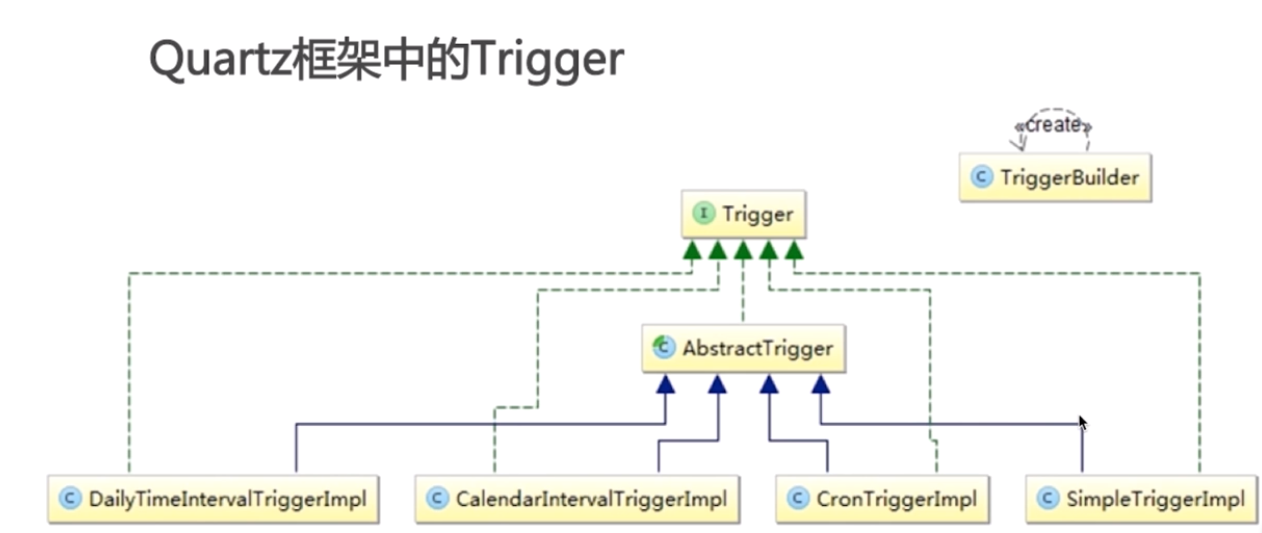 Quartz框架中的Trigger
«create»
C TriggerBuilder
I Trigger
C AbstractTrigger
C DailyTimeIntervalTriggerImpl
C CalendarIntervalTriggerImpl
C CronTriggerImpl
C SimpleTriggerImpl